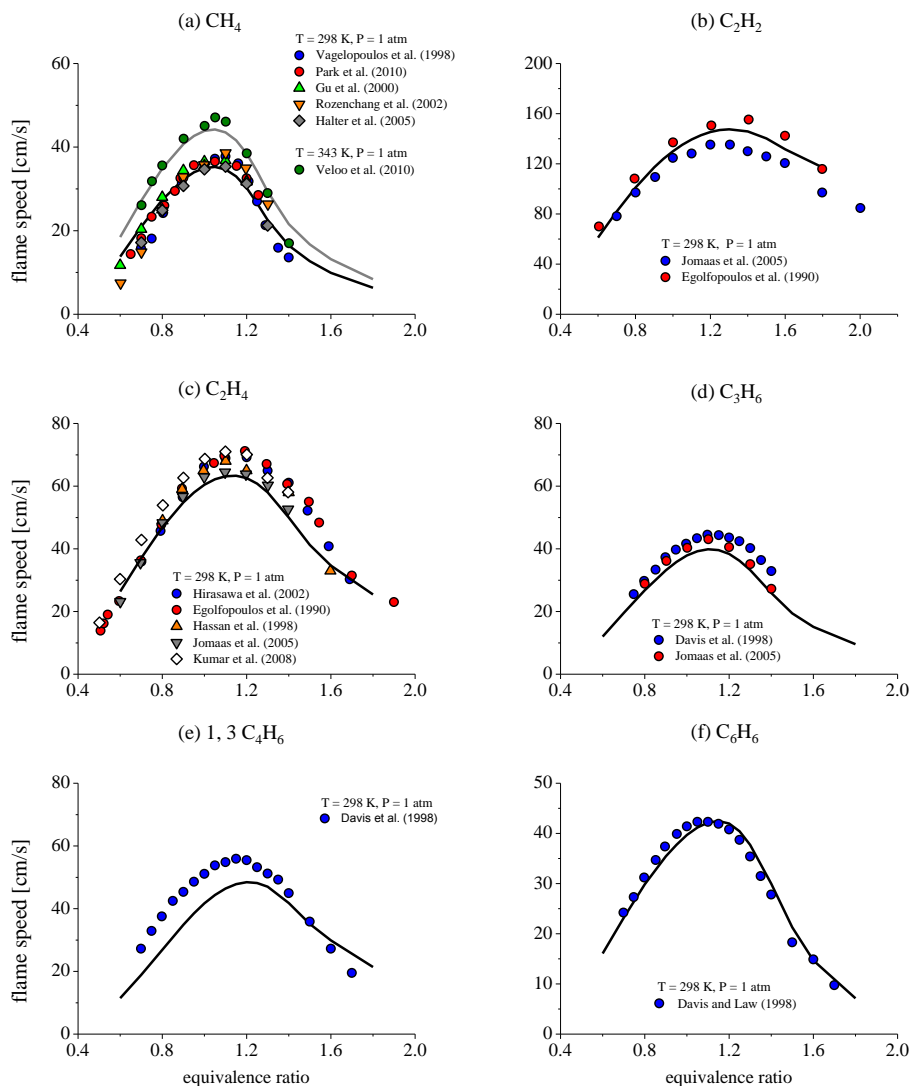 (a) CH4
T = 298 K, P = 1 atm
Vagelopoulos et al. (1998)
Park et al. (2010)
Gu et al. (2000)
Rozenchang et al. (2002)
Halter et al. (2005)
T = 343 K, P = 1 atm
Veloo et al. (2010)
flame speed [cm/s]
60
40
20
0
0.4 0.8 1.2 1.6 2.0
(b) C2H2
200
160
120
80
40
0
T = 298 K, P = 1 atm
Jomaas et al. (2005)
Egolfopoulos et al. (1990)
0.4 0.8 1.2 1.6 2.0
(c) C2H4
flame speed [cm/s]
80
60
40
20
0
T = 298 K, P = 1 atm
Hirasawa et al. (2002)
Egolfopoulos et al. (1990)
Hassan et al. (1998)
Jomaas et al. (2005)
Kumar et al. (2008)
0.4 0.8 1.2 1.6 2.0
(d) C3H6
80
60
40
20
0
T = 298 K, P = 1 atm
Davis et al. (1998)
Jomaas et al. (2005)
0.4 0.8 1.2 1.6 2.0
(e) 1, 3 C4H6
flame speed [cm/s]
80
60
40
20
0
T = 298 K, P = 1 atm
Davis et al. (1998)
0.4 0.8 1.2 1.6 2.0
equivalence ratio
(f) C6H6
50
40
30
20
10
0
T = 298 K, P = 1 atm
Davis and Law (1998)
0.4 0.8 1.2 1.6 2.0
equivalence ratio